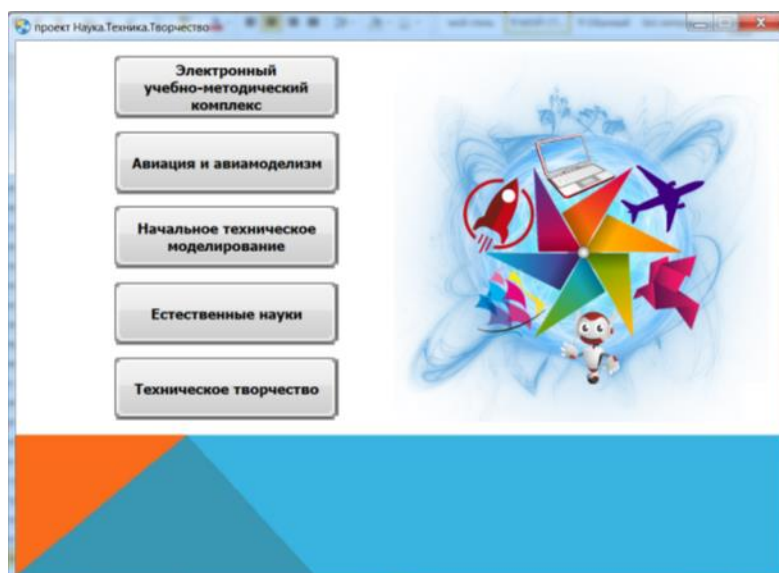 проект Наука.Техника.Творчество
Электронный
учебно-методический
комплекс
Авиация и авиамоделизм
Начальное техническое
моделирование
Естественные науки
Техническое творчество